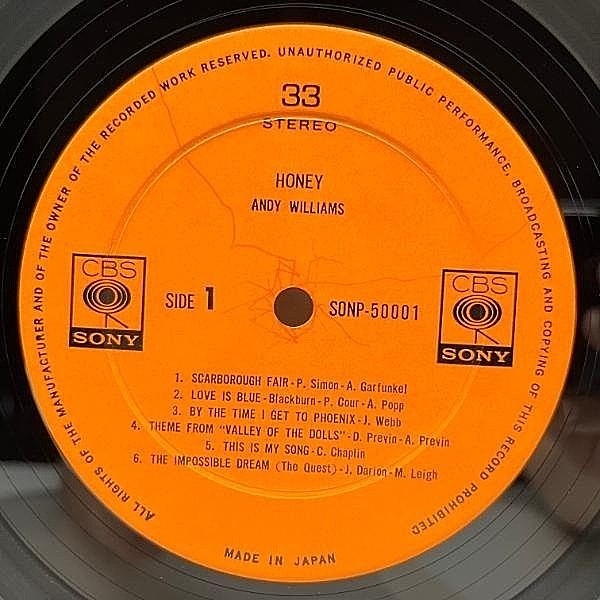 ALL RIGHTS OF THE MANUFACTURER AND OF THE OWNER OF THE RECORDED WORK RESERVED. UNAUTHORIZED PUBLIC PERFORMANCE, BROADCASTING AND COPYING OF THIS RECORD PROHIBITED
33
STEREO
HONEY
ANDY WILLIAMS
CBS
SONY
SIDE 1
SONP-50001
CBS
SONY
1. SCARBOROUGH FAIR-P. Simon-A. Garfunkel
2. LOVE IS BLUE-Blackburn-P. Cour-A. Popp
3. BY THE TIME I GET TO PHOENIX-J. Webb
4. THEME FROM "VALLEY OF THE DOLLS"-D. Previn-A. Previn
5. THIS IS MY SONG-C. Chaplin
6. THE IMPOSSIBLE DREAM (The Quest)-J. Darion-M. Leigh
MADE IN JAPAN